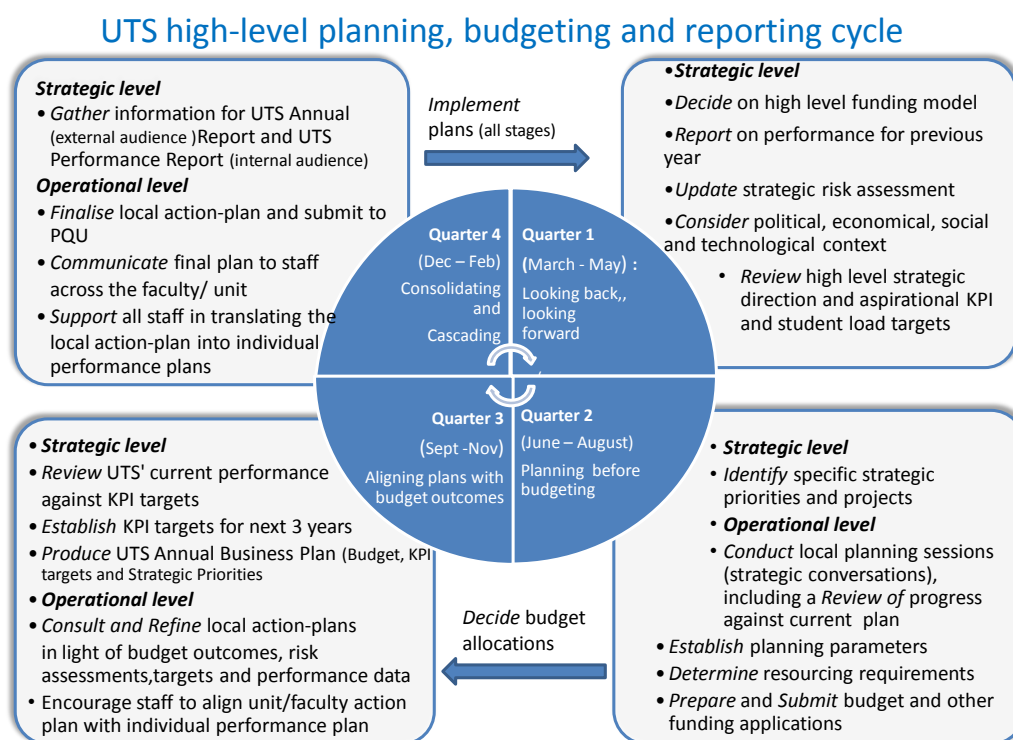 UTS high-level planning, budgeting and reporting cycle
Strategic level
• Gather information for UTS Annual
(external audience )Report and UTS
Performance Report (internal audience)
Operational level
• Finalise local action-plan and submit to
PQU
• Communicate final plan to staff
across the faculty/ unit
• Support all staff in translating the
local action-plan into individual
performance plans
Implement
plans (all stages)
•Strategic level
•Decide on high level funding model
•Report on performance for previous
year
•Update strategic risk assessment
•Consider political, economical, social
and technological context
• Review high level strategic
direction and aspirational KPI
and student load targets
Quarter 4
(Dec – Feb)
Consolidating
and
Cascading
Quarter 1
(March - May) :
Looking back,,
looking
forward
Quarter 3
(Sept -Nov)
Aligning plans with
budget outcomes
Quarter 2
(June – August)
Planning before
budgeting
• Strategic level
• Review UTS' current performance
against KPI targets
• Establish KPI targets for next 3 years
• Produce UTS Annual Business Plan (Budget, KPI
targets and Strategic Priorities
• Operational level
• Consult and Refine local action-plans
in light of budget outcomes, risk
assessments,targets and performance data
• Encourage staff to align unit/faculty action
plan with individual performance plan
Decide budget
allocations
• Strategic level
• Identify specific strategic
priorities and projects
• Operational level
• Conduct local planning sessions
(strategic conversations),
including a Review of progress
against current plan
• Establish planning parameters
• Determine resourcing requirements
• Prepare and Submit budget and other
funding applications